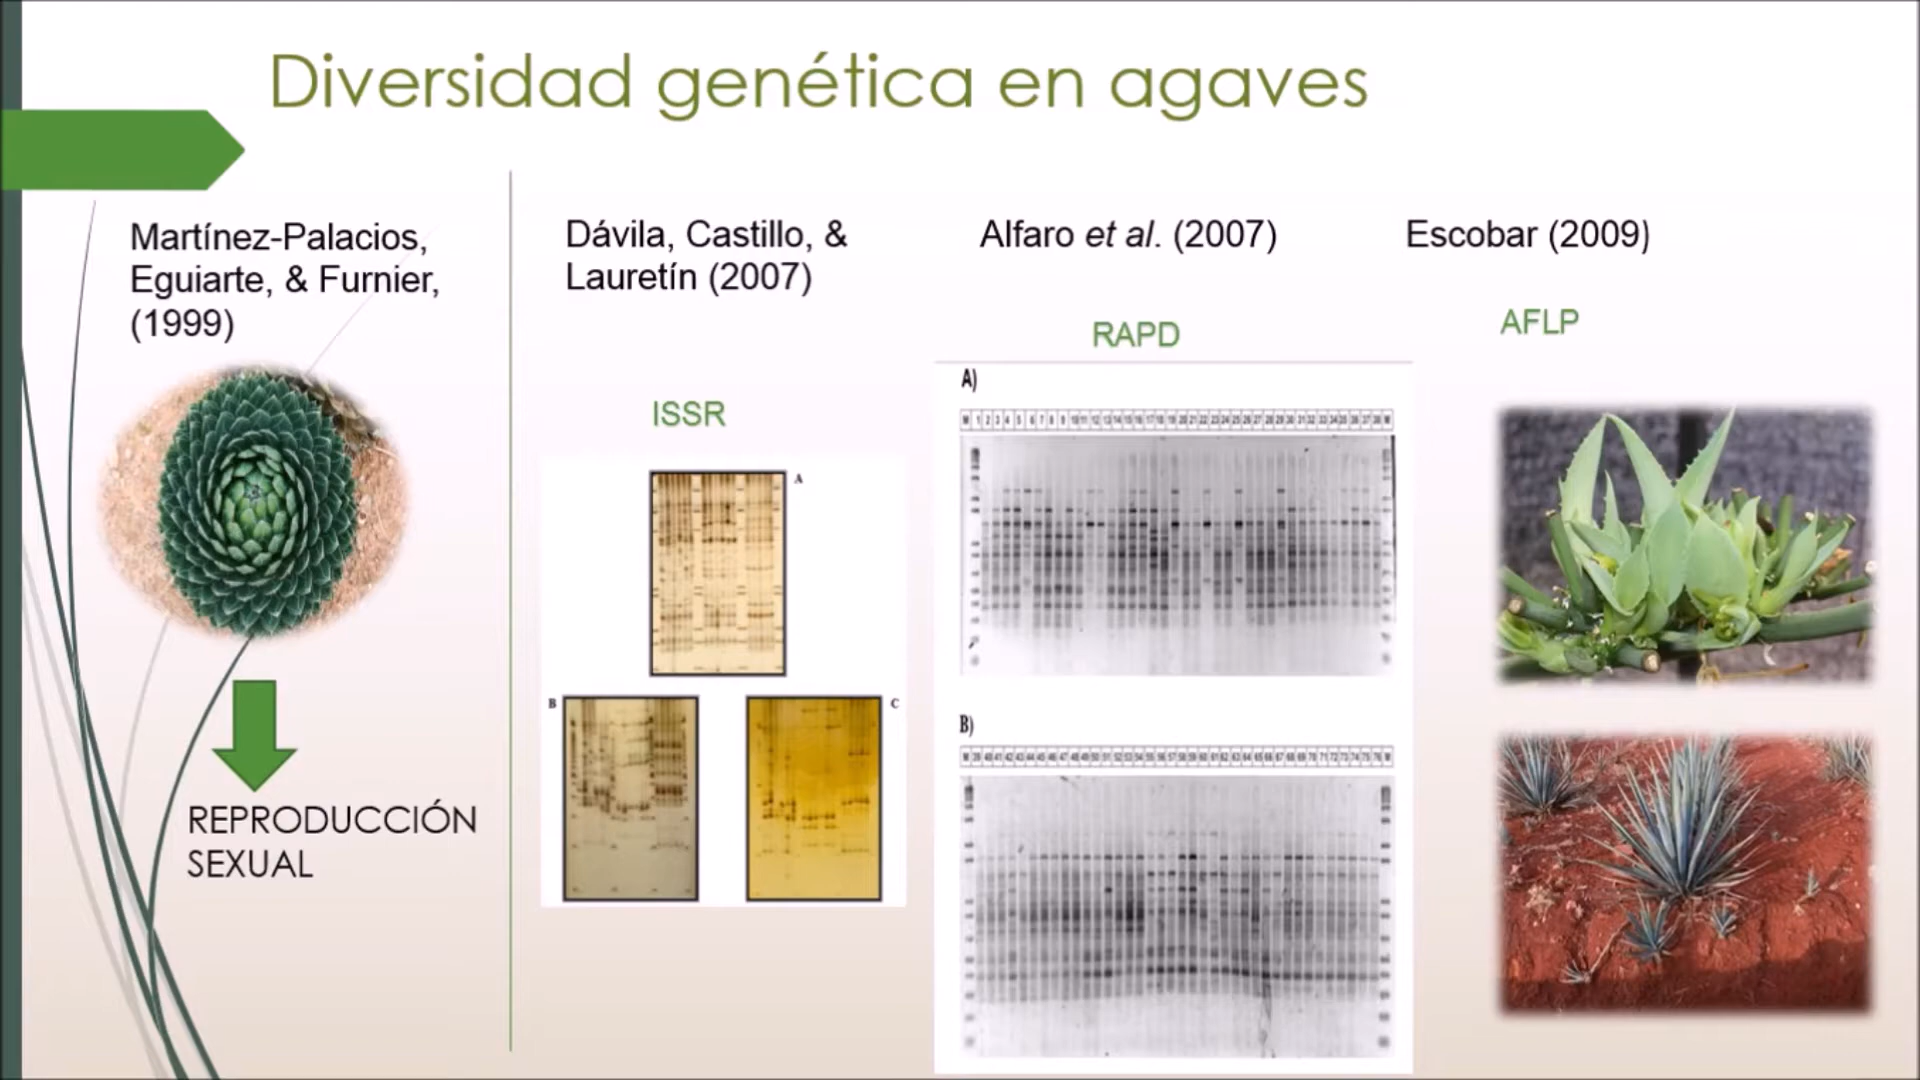 Diversidad genética en agaves
Martínez-Palacios,
Eguiarte, & Furnier,
(1999)
REPRODUCCIÓN
SEXUAL
Dávila, Castillo, &
Lauretín (2007)
ISSR
A
B
C
Alfaro et al. (2007)
RAPD
A)
B)
Escobar (2009)
AFLP